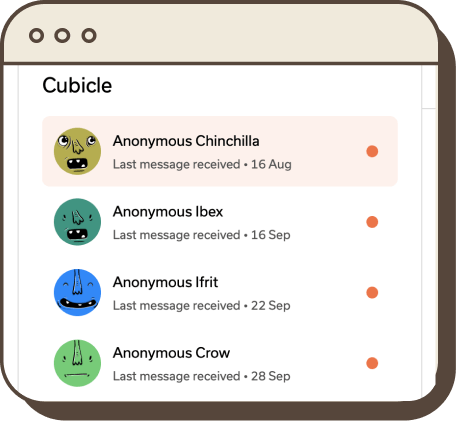 Cubicle
Anonymous Chinchilla
Last message received • 16 Aug
Anonymous Ibex
Last message received • 16 Sep
Anonymous Ifrit
Last message received • 22 Sep
Anonymous Crow
Last message received • 28 Sep